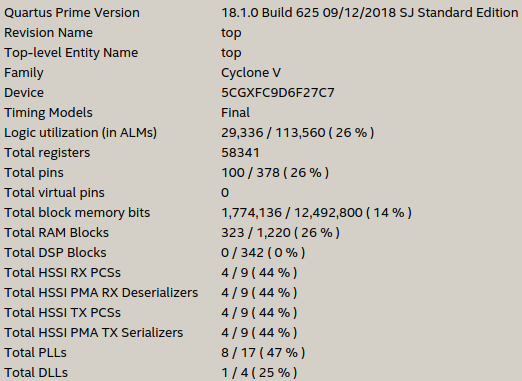 Quartus Prime Version 18.1.0 Build 625 09/12/2018 SJ Standard Edition
Revision Name top
Top-level Entity Name top
Family Cyclone V
Device 5CGXFC9D6F27C7
Timing Models Final
Logic utilization (in ALMs) 29,336 / 113,560 ( 26 % )
Total registers 58341
Total pins 100 / 378 ( 26 % )
Total virtual pins 0
Total block memory bits 1,774,136 / 12,492,800 ( 14 % )
Total RAM Blocks 323 / 1,220 ( 26 % )
Total DSP Blocks 0 / 342 ( 0 % )
Total HSSI RX PCSs 4 / 9 ( 44 % )
Total HSSI PMA RX Deserializers 4 / 9 ( 44 % )
Total HSSI TX PCSs 4 / 9 ( 44 % )
Total HSSI PMA TX Serializers 4 / 9 ( 44 % )
Total PLLs 8 / 17 ( 47 % )
Total DLLs 1 / 4 ( 25 % )